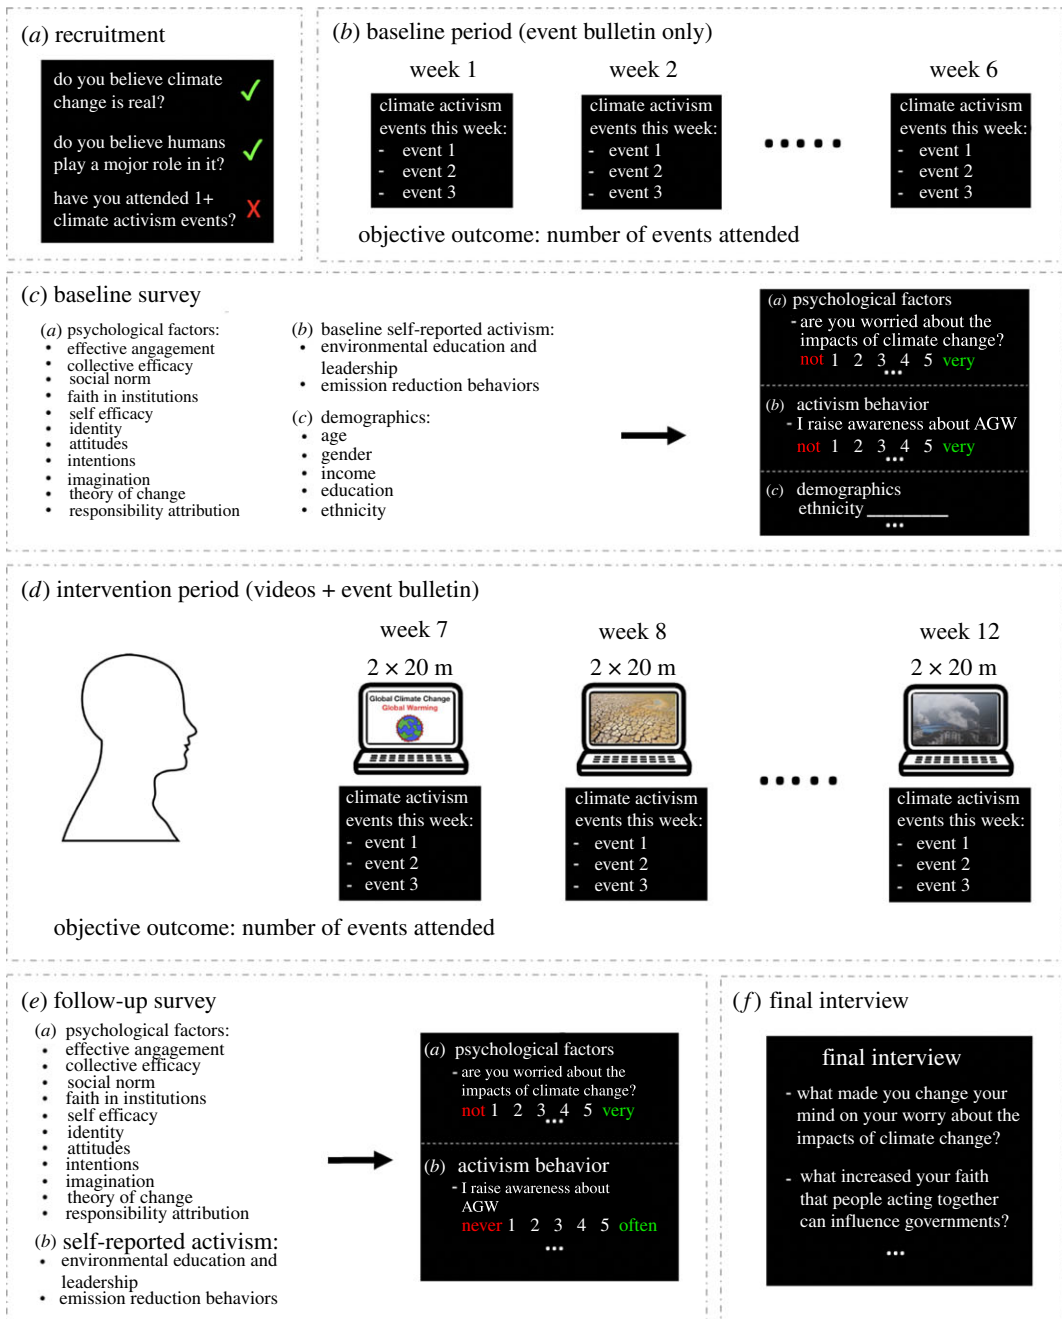 (a) recruitment
do you believe climate
change is real?
✓
do you believe humans
play a mojor role in it?
✓
have you attended 1+
climate activism events?
X
(b) baseline period (event bulletin only)
week 1
climate activism
events this week:
- event 1
- event 2
- event 3
week 2
climate activism
events this week:
- event 1
- event 2
- event 3
week 6
climate activism
events this week:
- event 1
- event 2
- event 3
objective outcome: number of events attended
(c) baseline survey
(a) psychological factors:
• effective angagement
• collective efficacy
• social norm
• faith in institutions
• self efficacy
• identity
• attitudes
• intentions
• imagination
• theory of change
• responsibility attribution
(b) baseline self-reported activism:
• environmental education and
leadership
• emission reduction behaviors
(c) demographics:
• age
• gender
• income
• education
• ethnicity
(a) psychological factors
- are you worried about the
impacts of climate change?
not 1 2 3 4 5 very
...
(b) activism behavior
- I raise awareness about AGW
not 1 2 3 4 5 very
...
(c) demographics
ethnicity _________
...
(d) intervention period (videos + event bulletin)
week 7
2 × 20 m
Global Climate Change
Global Warming
climate activism
events this week:
- event 1
- event 2
- event 3
week 8
2 × 20 m
climate activism
events this week:
- event 1
- event 2
- event 3
week 12
2 × 20 m
climate activism
events this week:
- event 1
- event 2
- event 3
objective outcome: number of events attended
(e) follow-up survey
(a) psychological factors:
• effective angagement
• collective efficacy
• social norm
• faith in institutions
• self efficacy
• identity
• attitudes
• intentions
• imagination
• theory of change
• responsibility attribution
(b) self-reported activism:
• environmental education and
leadership
• emission reduction behaviors
(a) psychological factors
- are you worried about the
impacts of climate change?
not 1 2 3 4 5 very
...
(b) activism behavior
- I raise awareness about
AGW
never 1 2 3 4 5 often
...
(f) final interview
final interview
- what made you change your
mind on your worry about the
impacts of climate change?
- what increased your faith
that people acting together
can influence governments?
...